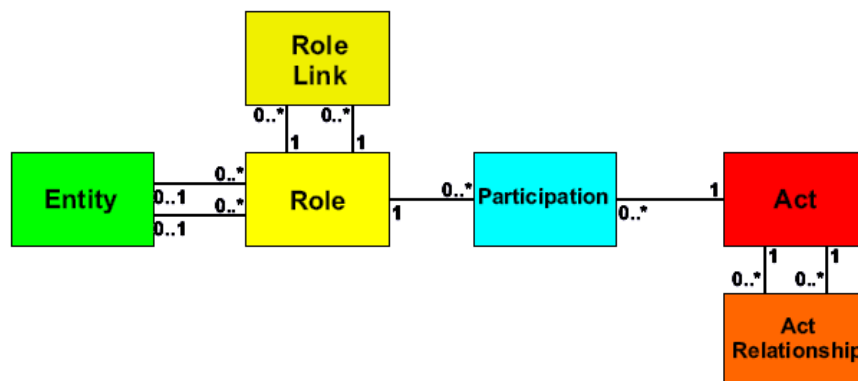 Role
Link
0..* 0..*
1 1
Entity
0..*
0..1
0..*
0..1
Role
1
0..*
Participation
0..*
1
Act
1 1
0..* 0..*
Act
Relationship